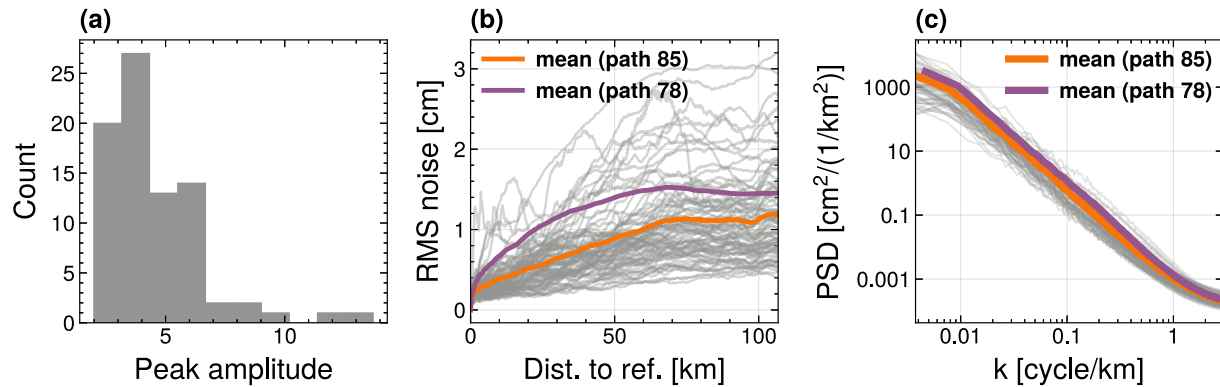 (a)
25
20
15
10
5
0
Count
5
10
Peak amplitude
(b)
mean (path 85)
mean (path 78)
3
2
1
0
RMS noise [cm]
0
50
100
Dist. to ref. [km]
(c)
mean (path 85)
mean (path 78)
1000
10
0.1
0.001
PSD [cm²/(1/km²)]
0.01
0.1
1
k [cycle/km]